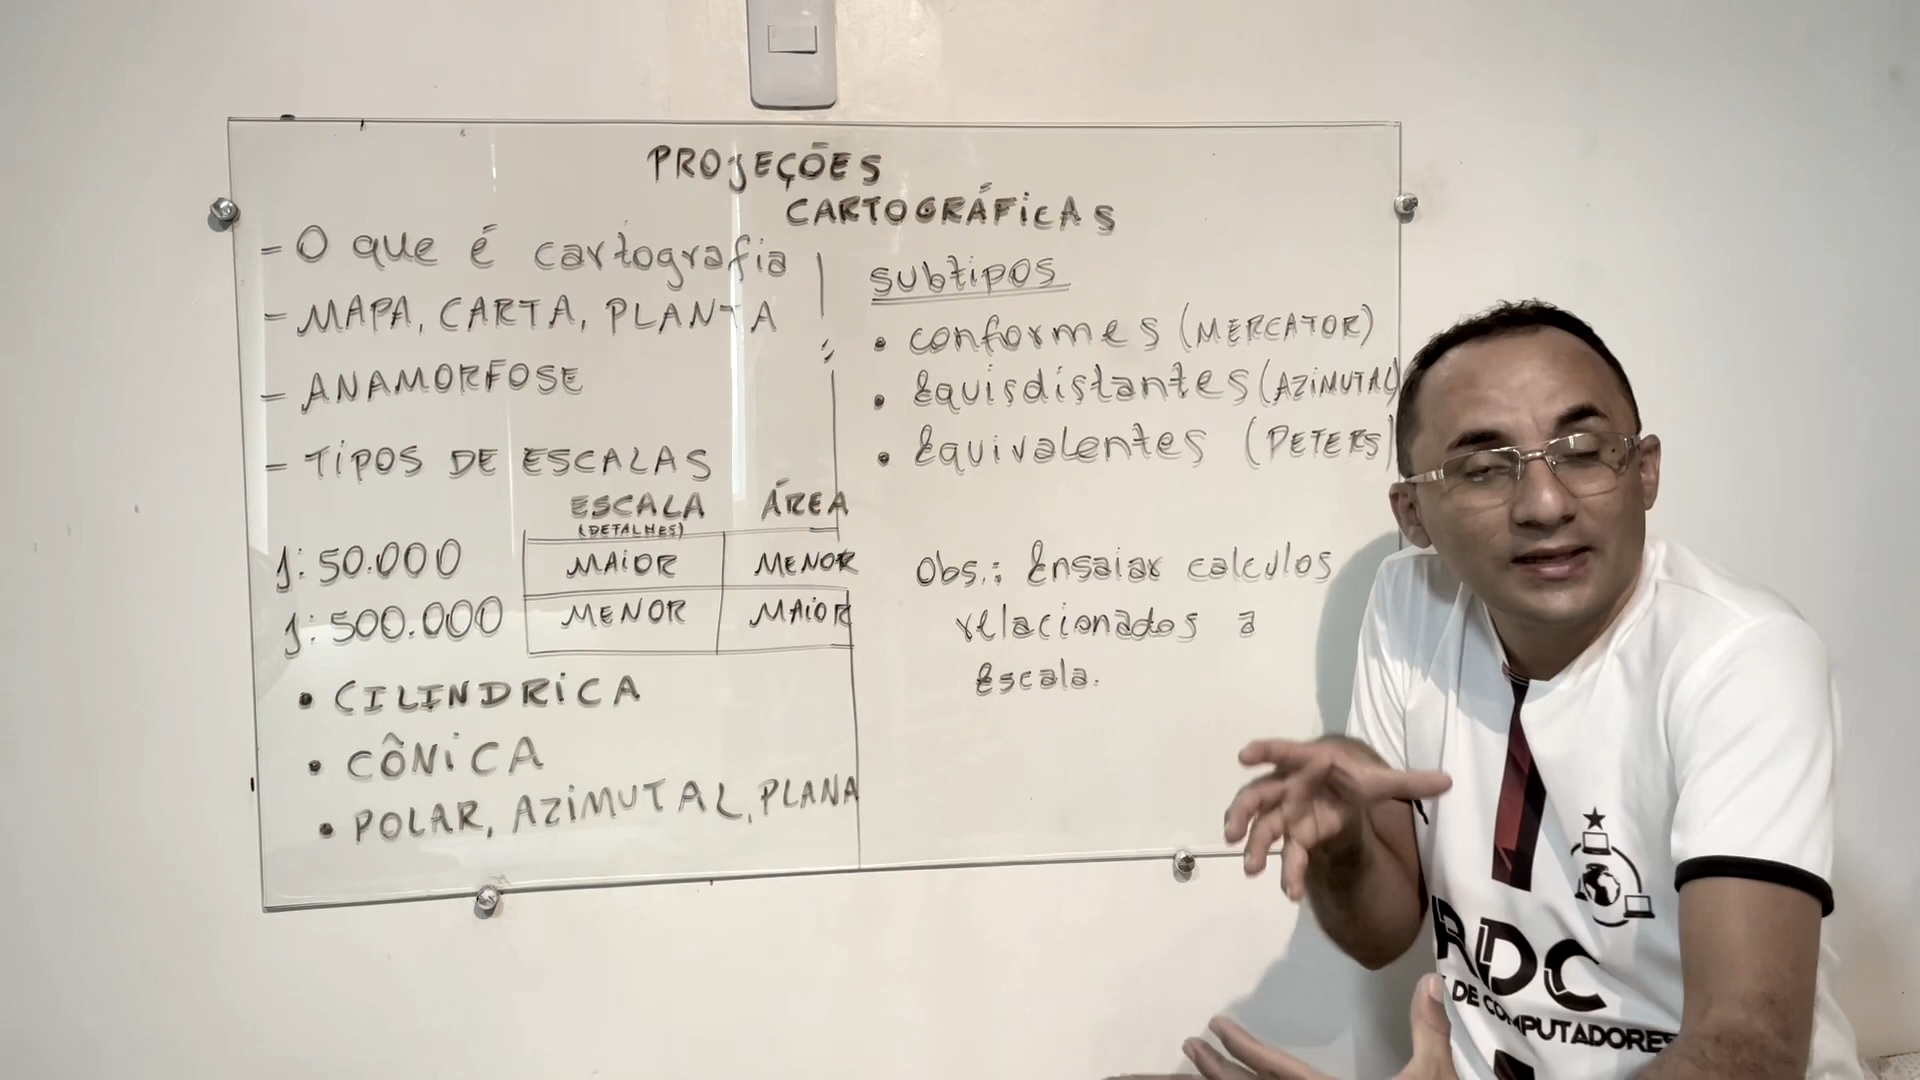 PROJEÇÕES
CARTOGRÁFICAS
- O que é cartografia
- MAPA, CARTA, PLANTA
- ANAMORFOSE
- TIPOS DE ESCALAS
ESCALA ÁREA
(DETALHES)
1:50.000 MAIOR MENOR
1:500.000 MENOR MAIOR
• CILINDRICA
• CÔNICA
• POLAR, AZIMUTAL, PLANA
SUBTIPOS
• conformes (MERCATOR)
• Equisdistantes (AZIMUTAL)
• Equivalentes (PETERS)
Obs.: Ensaiar calculos
relacionados a
Escala.
RDC
DE COMPUTADORES